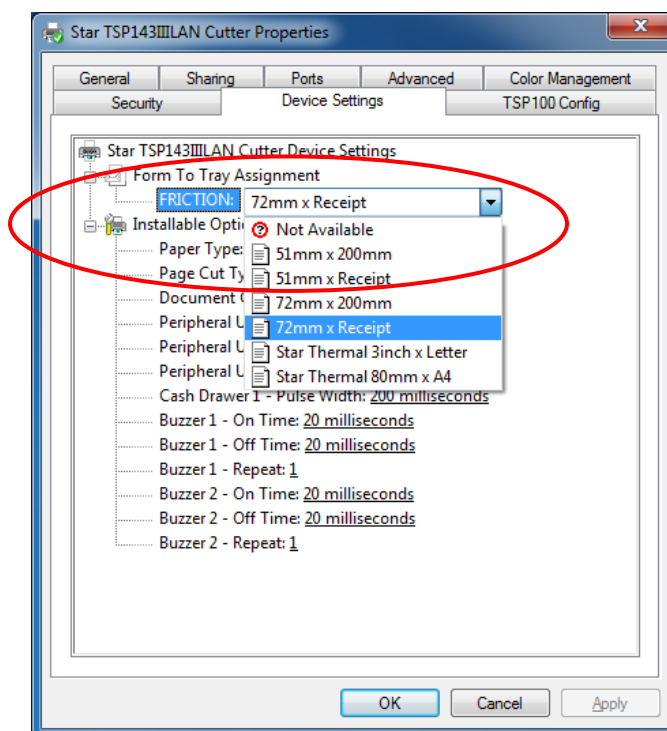 Star TSP143IIILAN Cutter Properties
General Sharing Ports Advanced Color Management
Security Device Settings TSP100 Config
Star TSP143IIILAN Cutter Device Settings
Form To Tray Assignment
FRICTION: 72mm x Receipt
Not Available
51mm x 200mm
51mm x Receipt
72mm x 200mm
72mm x Receipt
Star Thermal 3inch x Letter
Star Thermal 80mm x A4
Installable Opti
Paper Type:
Page Cut Ty
Document
Peripheral U
Peripheral U
Peripheral U
Cash Drawer 1 - Pulse Width: 200 milliseconds
Buzzer 1 - On Time: 20 milliseconds
Buzzer 1 - Off Time: 20 milliseconds
Buzzer 1 - Repeat: 1
Buzzer 2 - On Time: 20 milliseconds
Buzzer 2 - Off Time: 20 milliseconds
Buzzer 2 - Repeat: 1
OK Cancel Apply